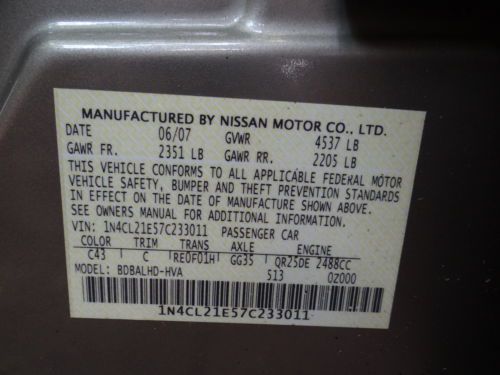 MANUFACTURED BY NISSAN MOTOR CO., LTD.
DATE 06/07 GVWR 4537 LB
GAWR FR. 2351 LB GAWR RR. 2205 LB
THIS VEHICLE CONFORMS TO ALL APPLICABLE FEDERAL MOTOR
VEHICLE SAFETY, BUMPER AND THEFT PREVENTION STANDARDS
IN EFFECT ON THE DATE OF MANUFACTURE SHOWN ABOVE.
SEE OWNERS MANUAL FOR ADDITIONAL INFORMATION.
VIN: 1N4CL21E57C233011 PASSENGER CAR
COLOR TRIM TRANS AXLE ENGINE
C43 C RE0F01H GG35 QR25DE 2488CC
MODEL: BDBALHD-HVA 513 0Z000
1N4CL21E57C233011